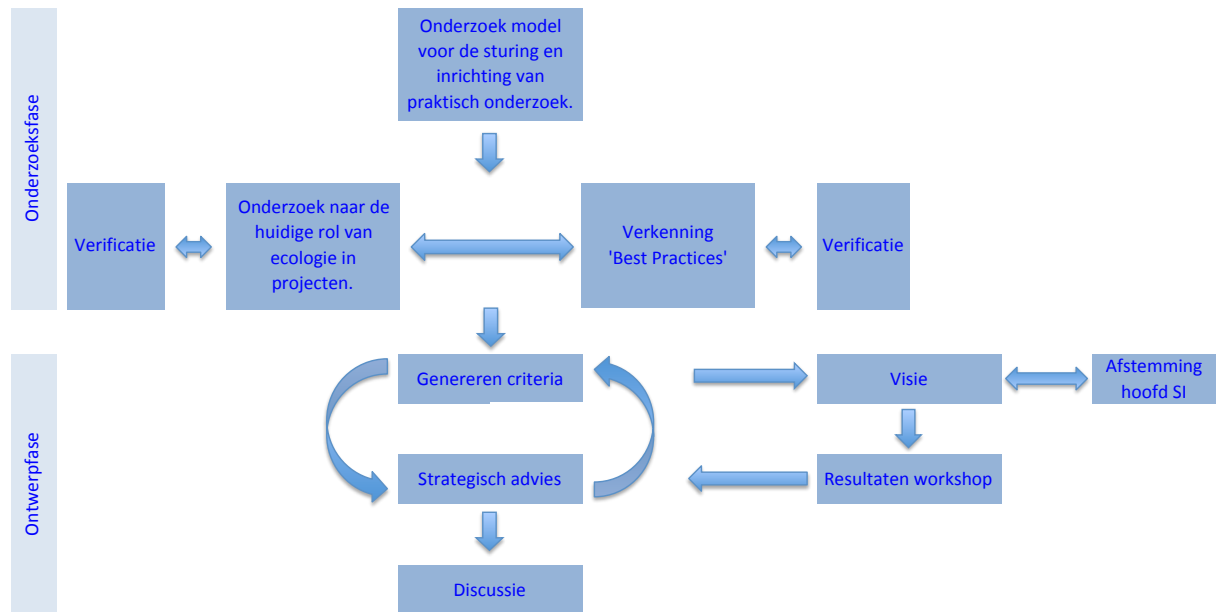 Onderzoeksfase
Onderzoek model
voor de sturing en
inrichting van
praktisch onderzoek.
Verificatie
Onderzoek naar de
huidige rol van
ecologie in
projecten.
Verkenning
'Best Practices'
Verificatie
Ontwerpfase
Genereren criteria
Visie
Afstemming
hoofd SI
Strategisch advies
Resultaten workshop
Discussie